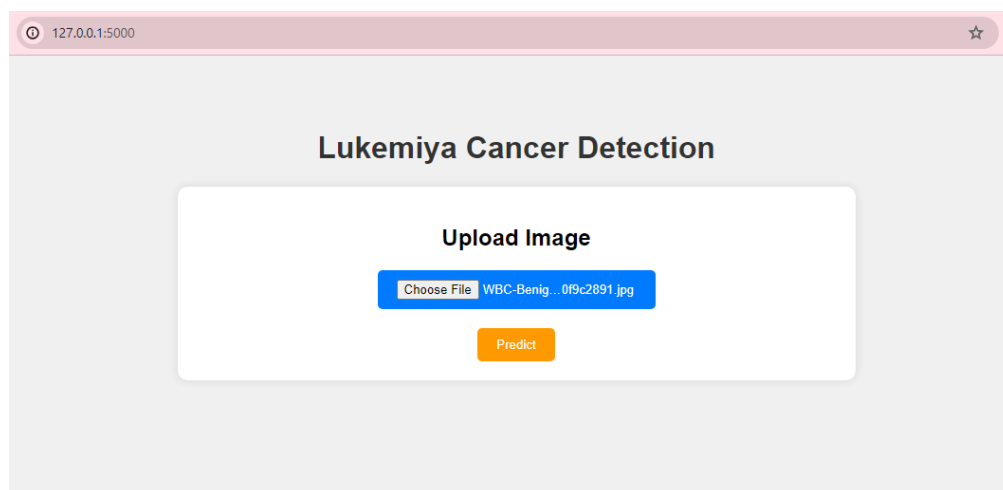 127.0.0.1:5000
Lukemiya Cancer Detection
Upload Image
Choose File WBC-Benig...0f9c2891.jpg
Predict